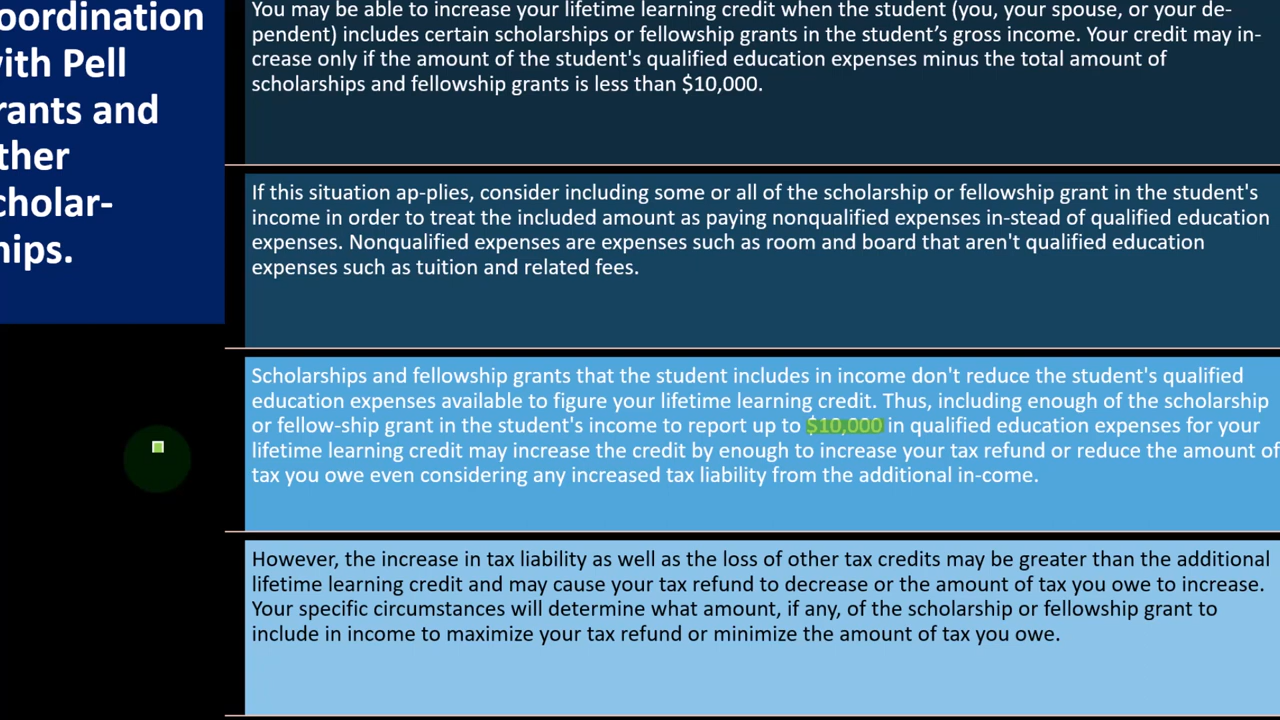 oordination
ith Pell
rants and
ther
cholar-
hips.
You may be able to increase your lifetime learning credit when the student (you, your spouse, or your de-
pendent) includes certain scholarships or fellowship grants in the student’s gross income. Your credit may in-
crease only if the amount of the student's qualified education expenses minus the total amount of
scholarships and fellowship grants is less than $10,000.
If this situation ap-plies, consider including some or all of the scholarship or fellowship grant in the student's
income in order to treat the included amount as paying nonqualified expenses in-stead of qualified education
expenses. Nonqualified expenses are expenses such as room and board that aren't qualified education
expenses such as tuition and related fees.
Scholarships and fellowship grants that the student includes in income don't reduce the student's qualified
education expenses available to figure your lifetime learning credit. Thus, including enough of the scholarship
or fellow-ship grant in the student's income to report up to $10,000 in qualified education expenses for your
lifetime learning credit may increase the credit by enough to increase your tax refund or reduce the amount of
tax you owe even considering any increased tax liability from the additional in-come.
However, the increase in tax liability as well as the loss of other tax credits may be greater than the additional
lifetime learning credit and may cause your tax refund to decrease or the amount of tax you owe to increase.
Your specific circumstances will determine what amount, if any, of the scholarship or fellowship grant to
include in income to maximize your tax refund or minimize the amount of tax you owe.